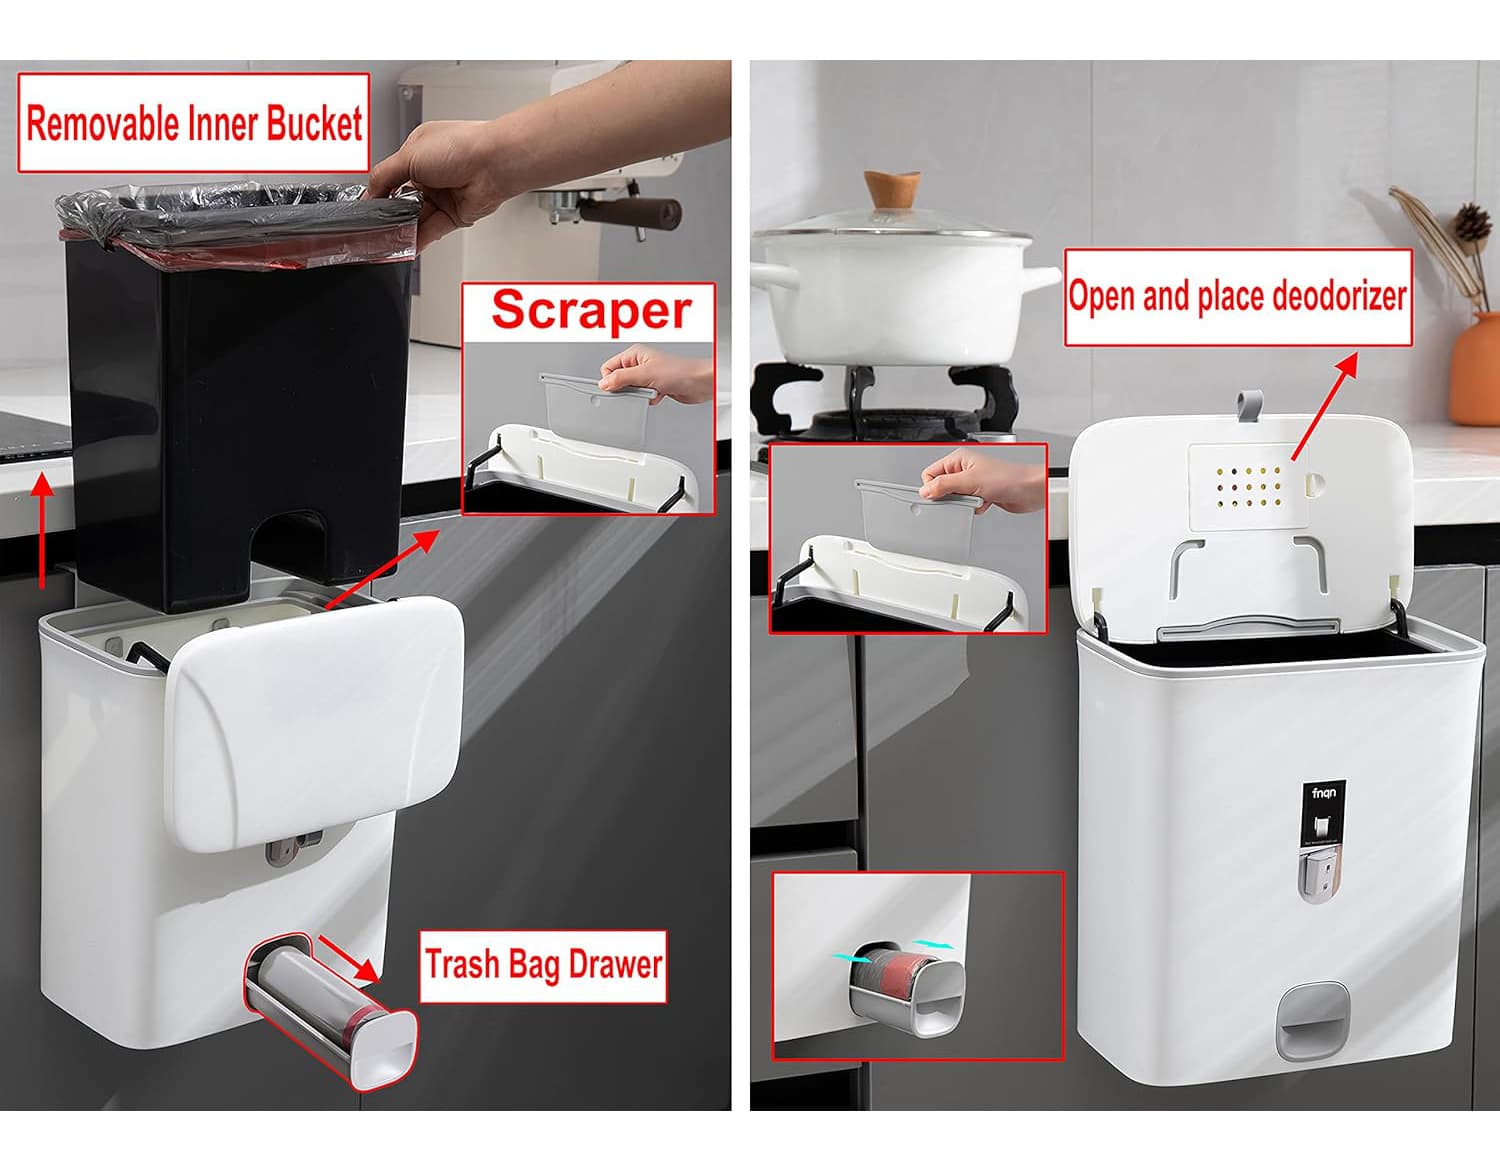 Removable Inner Bucket
Scraper
Trash Bag Drawer
Open and place deodorizer
fnqn